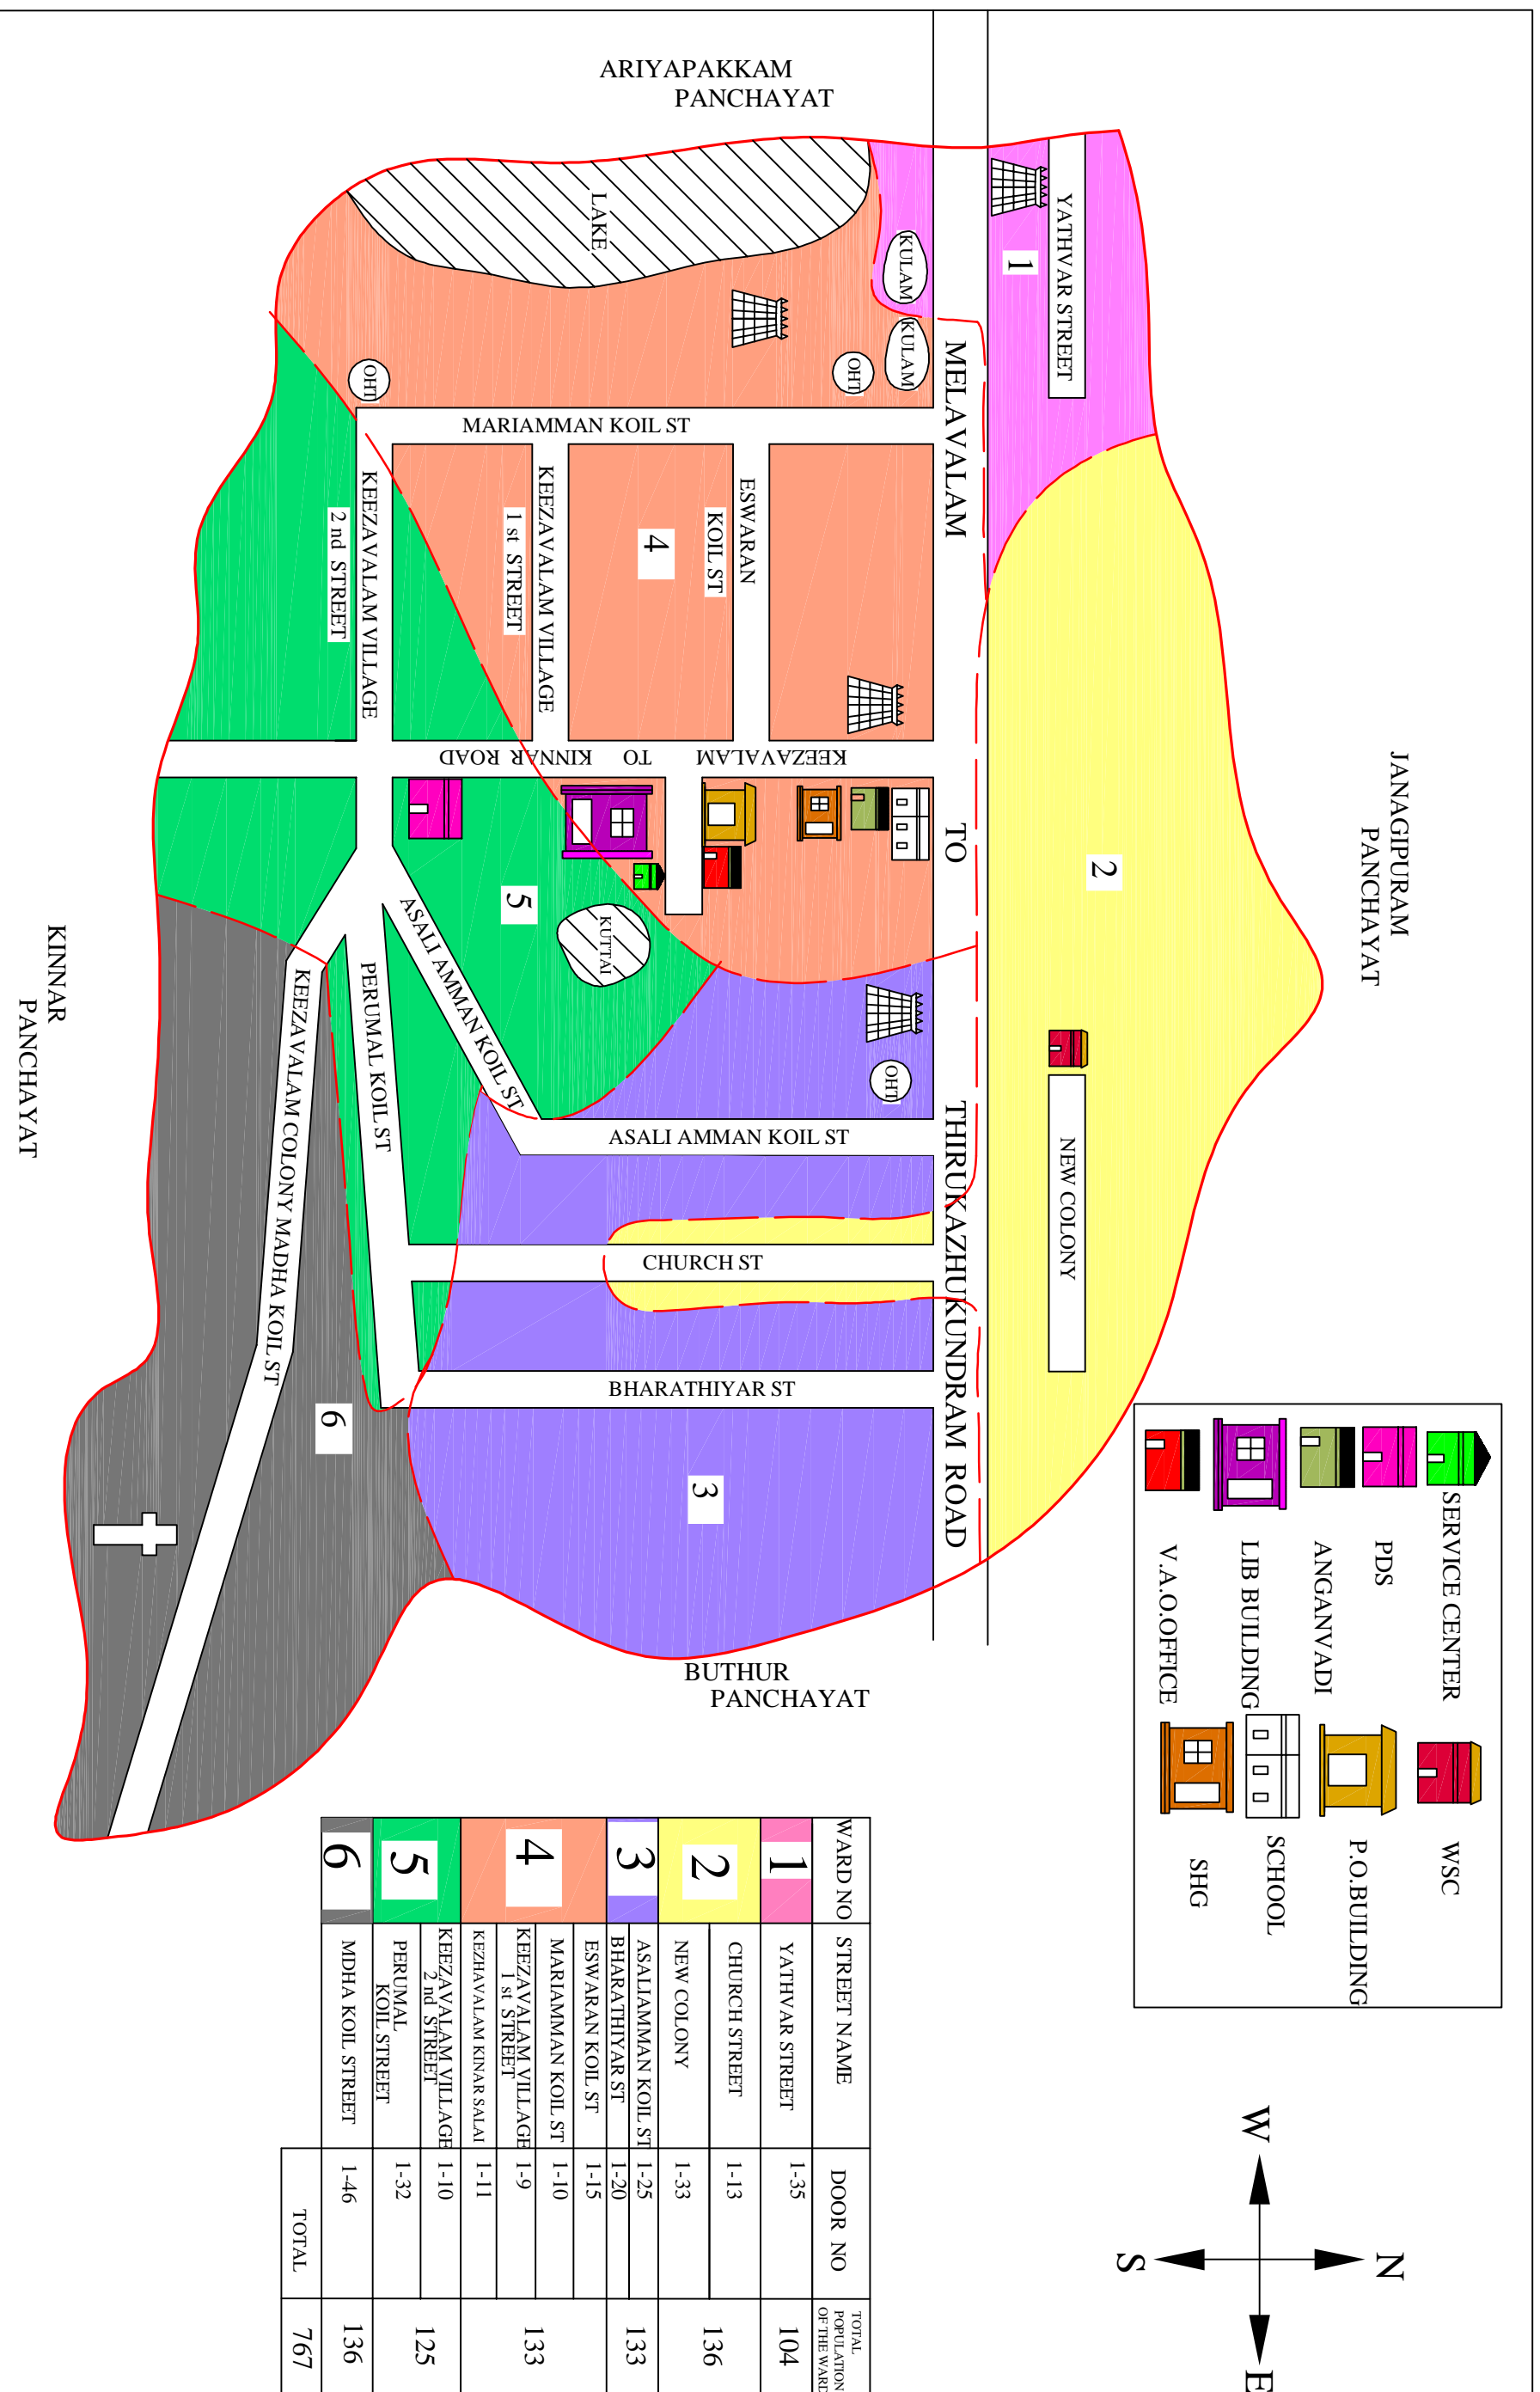 JANAGIPURAM
PANCHAYAT
ARIYAPAKKAM
PANCHAYAT
BUTHUR
PANCHAYAT
KINNAR
PANCHAYAT
YATHVAR STREET
1
2
NEW COLONY
MELAVALAM TO THIRUKAZHUKUNDRAM ROAD
KULAM
KULAM
OHT
LAKE
OHT
MARIAMMAN KOIL ST
ESWARAN
KOIL ST
4
KEEZAVALAM VILLAGE
1 st STREET
KEEZAVALAM VILLAGE
2 nd STREET
KEEZAVALAM TO KINNAR ROAD
5
KUTTAI
OHT
ASALI AMMAN KOIL ST
ASALI AMMAN KOIL ST
CHURCH ST
BHARATHIYAR ST
3
PERUMAL KOIL ST
KEEZAVALAM COLONY MADHA KOIL ST
6
SERVICE CENTER
WSC
PDS
P.O.BUILDING
ANGANVADI
SCHOOL
LIB BUILDING
SHG
V.A.O.OFFICE
N
W
E
S
WARD NO STREET NAME DOOR NO TOTAL POPULATION OF THE WARD
1 YATHVAR STREET 1-35 104
2 CHURCH STREET 1-13 136
NEW COLONY 1-33
3 ASALIAMMAN KOIL ST 1-25 133
BHARATHIYAR ST 1-20
4 ESWARAN KOIL ST 1-15 133
MARIAMMAN KOIL ST 1-10
KEEZAVALAM VILLAGE 1-9
1 st STREET
KEZHAVALAM KINAR SALAI 1-11
5 KEEZAVALAM VILLAGE 1-10 125
2 nd STREET
PERUMAL 1-32
KOIL STREET
6 MDHA KOIL STREET 1-46 136
TOTAL 767